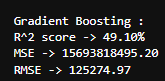 Gradient Boosting :
R^2 score -> 49.10%
MSE -> 15693818495.20
RMSE -> 125274.97